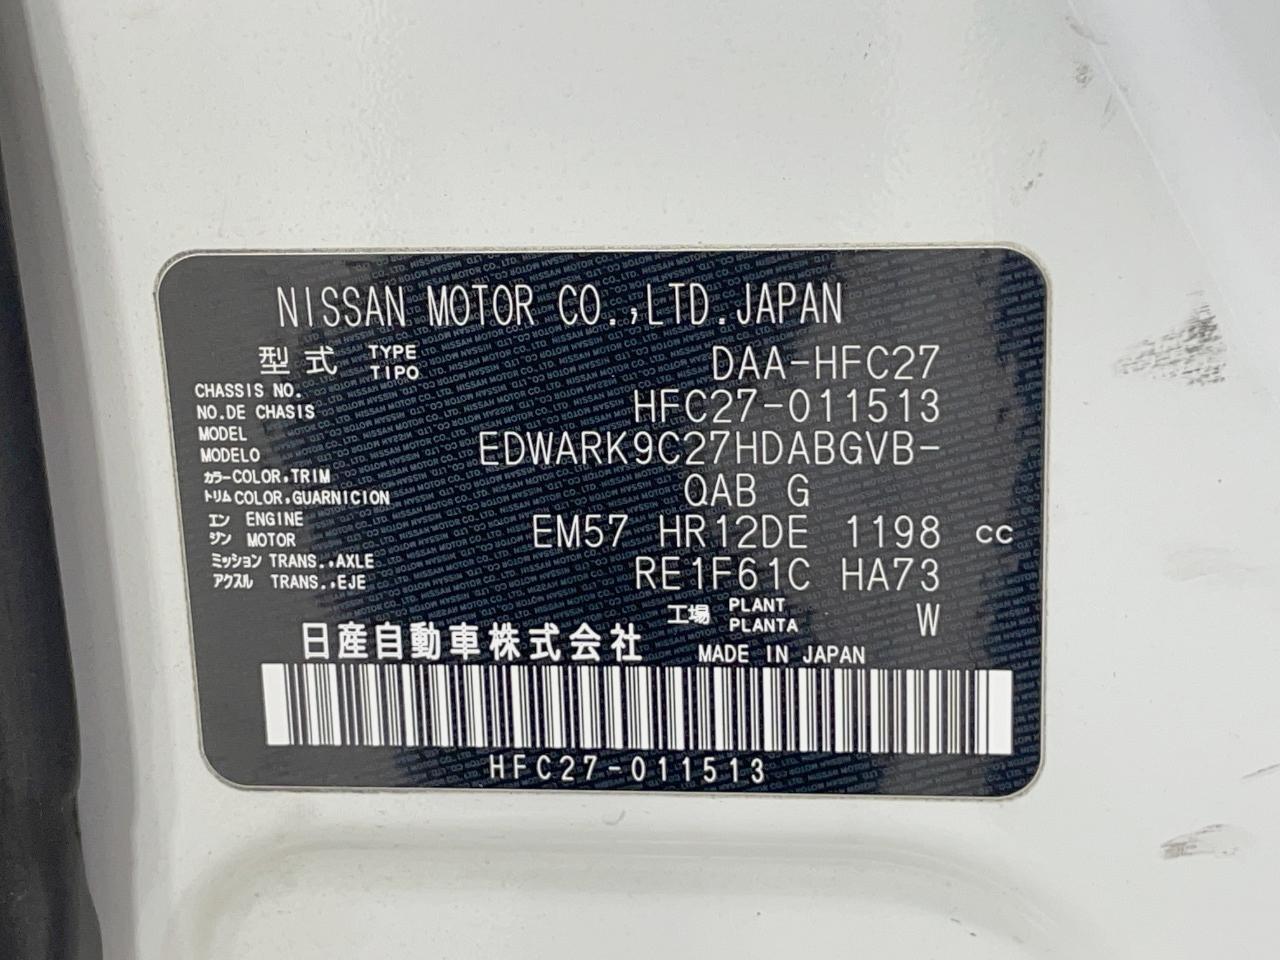 NISSAN MOTOR CO.,LTD.JAPAN
型式 TYPE TIPO DAA-HFC27
CHASSIS NO.
NO.DE CHASIS HFC27-011513
MODEL
MODELO EDWARK9C27HDABGVB-
カラー COLOR.TRIM
トリム COLOR.GUARNICION QAB G
エン ENGINE
ジン MOTOR EM57 HR12DE 1198 cc
ミッション TRANS..AXLE
アクスル TRANS..EJE RE1F61C HA73
工場 PLANT PLANTA W
日産自動車株式会社 MADE IN JAPAN
HFC27-011513